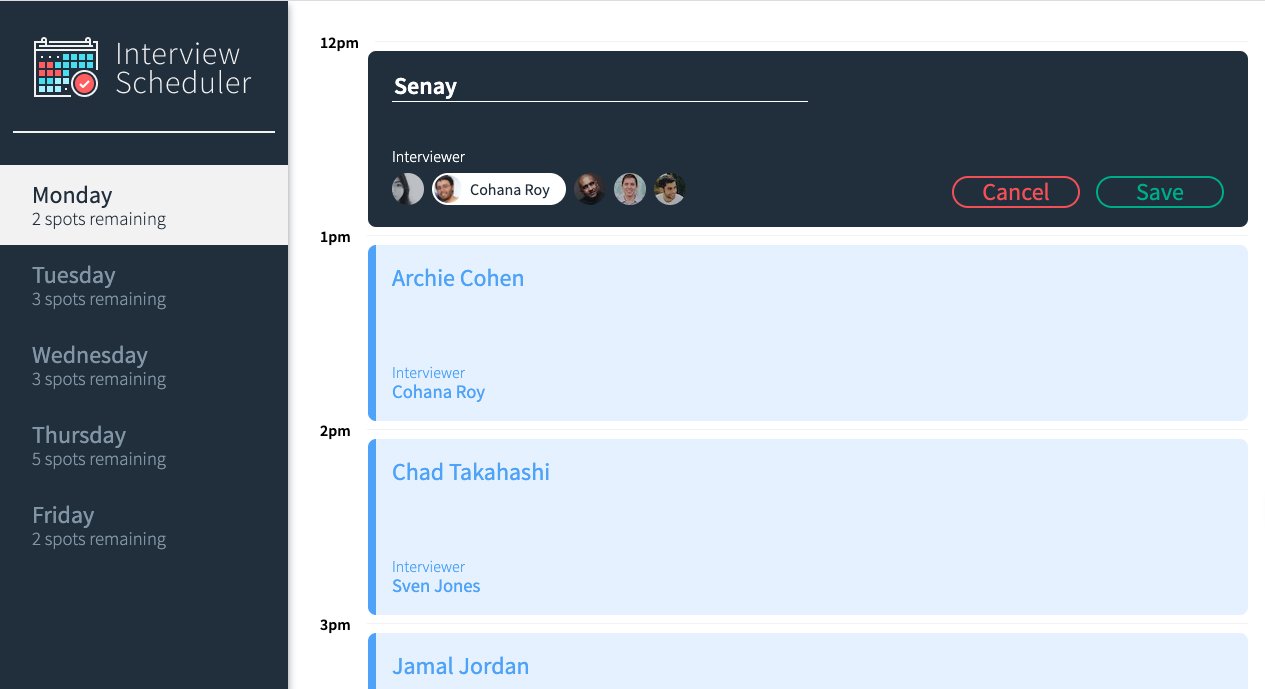 Interview
Scheduler
Monday
2 spots remaining
Tuesday
3 spots remaining
Wednesday
3 spots remaining
Thursday
5 spots remaining
Friday
2 spots remaining
12pm
Senay
Interviewer
Cohana Roy
Cancel
Save
1pm
Archie Cohen
Interviewer
Cohana Roy
2pm
Chad Takahashi
Interviewer
Sven Jones
3pm
Jamal Jordan